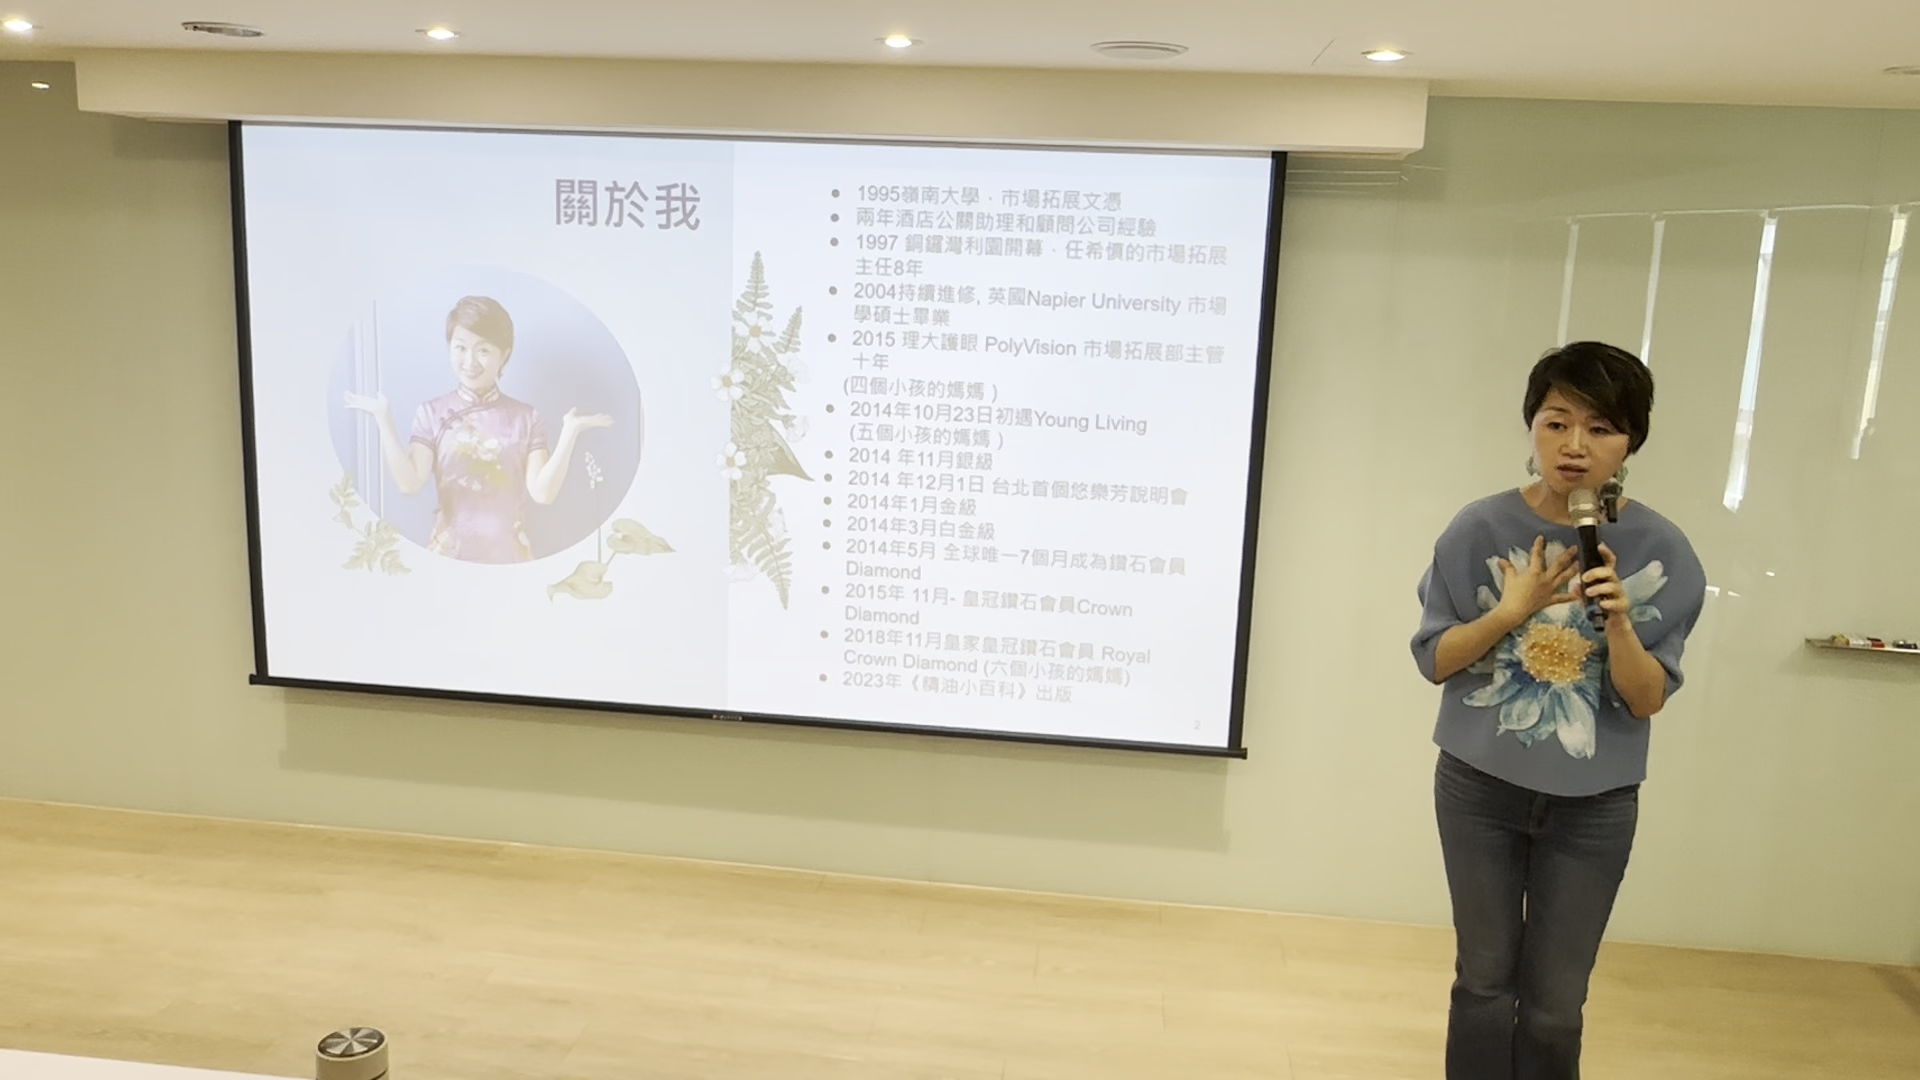 關於我
1995嶺南大學,市場拓展文憑
兩年酒店公關助理和顧問公司經驗
1997 銅鑼灣利園開幕,任希慎的市場拓展
主任8年
2004持續進修, 英國Napier University 市場
學碩士畢業
2015 理大護眼 PolyVision 市場拓展部主管
十年
(四個小孩的媽媽 )
2014年10月23日初遇Young Living
(五個小孩的媽媽 )
2014 年11月銀級
2014 年12月1日 台北首個悠樂芳說明會
2014年1月金級
2014年3月白金級
2014年5月 全球唯一7個月成為鑽石會員
Diamond
2015年 11月- 皇冠鑽石會員Crown
Diamond
2018年11月皇家皇冠鑽石會員 Royal
Crown Diamond (六個小孩的媽媽)
2023年《精油小百科》出版
2